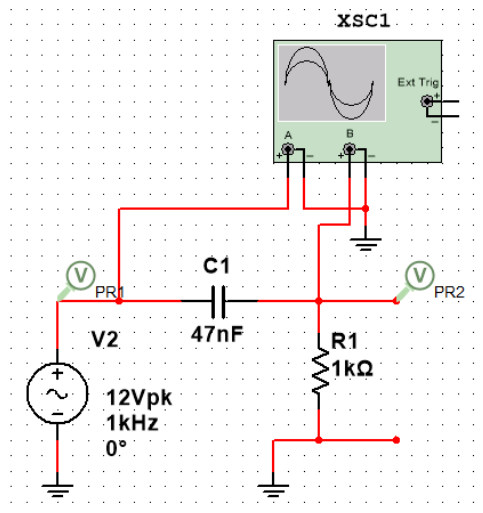 XSC1
Ext Trig
+
−
A
B
+ −
+ −
V
PR1
C1
47nF
V
PR2
V2
+
−
12Vpk
1kHz
0°
R1
1kΩ